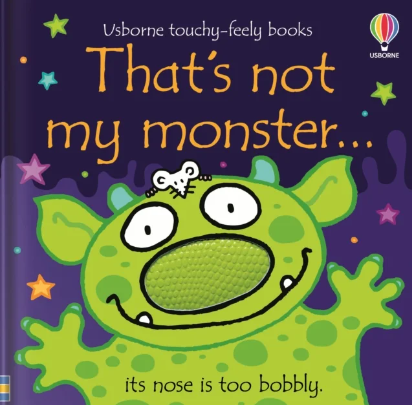 Usborne touchy-feely books
USBORNE
That's not
my monster...
its nose is too bobbly.